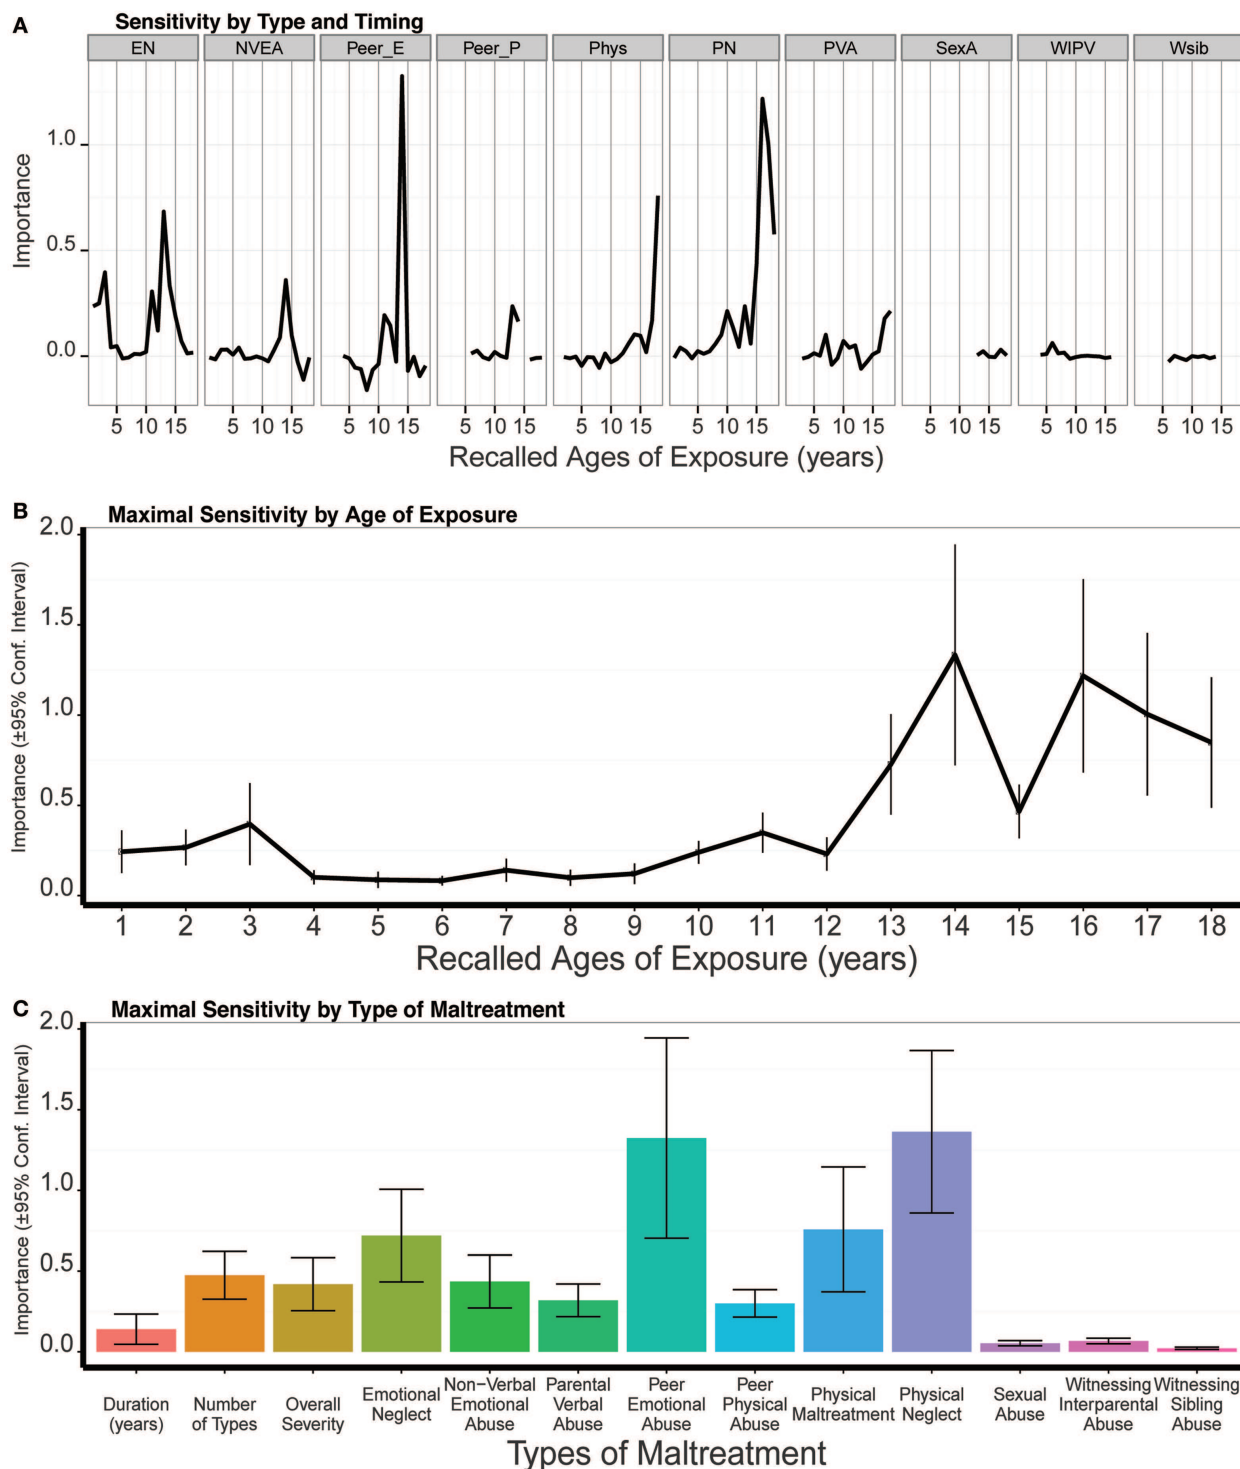 A
Sensitivity by Type and Timing
EN NVEA Peer_E Peer_P Phys PN PVA SexA WIPV Wsib
Importance
1.0
0.5
0.0
5 10 15 5 10 15 5 10 15 5 10 15 5 10 15 5 10 15 5 10 15 5 10 15 5 10 15 5 10 15
Recalled Ages of Exposure (years)
B
Maximal Sensitivity by Age of Exposure
Importance (±95% Conf. Interval)
2.0
1.5
1.0
0.5
0.0
1 2 3 4 5 6 7 8 9 10 11 12 13 14 15 16 17 18
Recalled Ages of Exposure (years)
C
Maximal Sensitivity by Type of Maltreatment
Importance (±95% Conf. Interval)
2.0
1.5
1.0
0.5
0.0
Duration
(years)
Number
of Types
Overall
Severity
Emotional
Neglect
Non−Verbal
Emotional
Abuse
Parental
Verbal
Abuse
Peer
Emotional
Abuse
Peer
Physical
Abuse
Physical
Maltreatment
Physical
Neglect
Sexual
Abuse
Witnessing
Interparental
Abuse
Witnessing
Sibling
Abuse
Types of Maltreatment